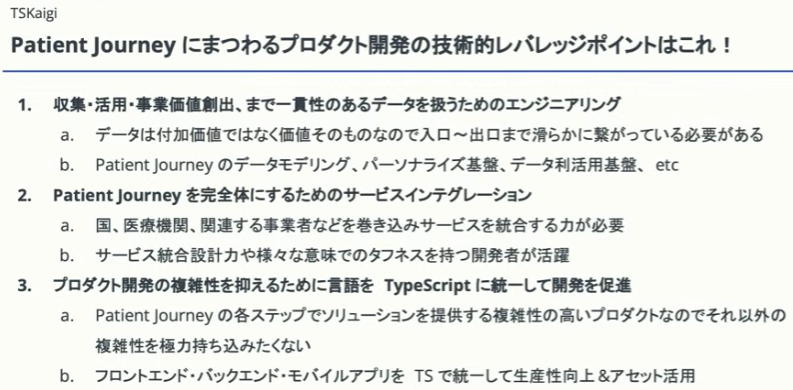 TSKaigi
Patient Journey にまつわるプロダクト開発の技術的レバレッジポイントはこれ！
1. 収集・活用・事業価値創出、まで一貫性のあるデータを扱うためのエンジニアリング
a. データは付加価値ではなく価値そのものなので入口～出口まで滑らかに繋がっている必要がある
b. Patient Journey のデータモデリング、パーソナライズ基盤、データ利活用基盤、 etc
2. Patient Journey を完全体にするためのサービスインテグレーション
a. 国、医療機関、関連する事業者などを巻き込みサービスを統合する力が必要
b. サービス統合設計力や様々な意味でのタフネスを持つ開発者が活躍
3. プロダクト開発の複雑性を抑えるために言語を TypeScript に統一して開発を促進
a. Patient Journey の各ステップでソリューションを提供する複雑性の高いプロダクトなのでそれ以外の
複雑性を極力持ち込みたくない
b. フロントエンド・バックエンド・モバイルアプリを TS で統一して生産性向上&アセット活用